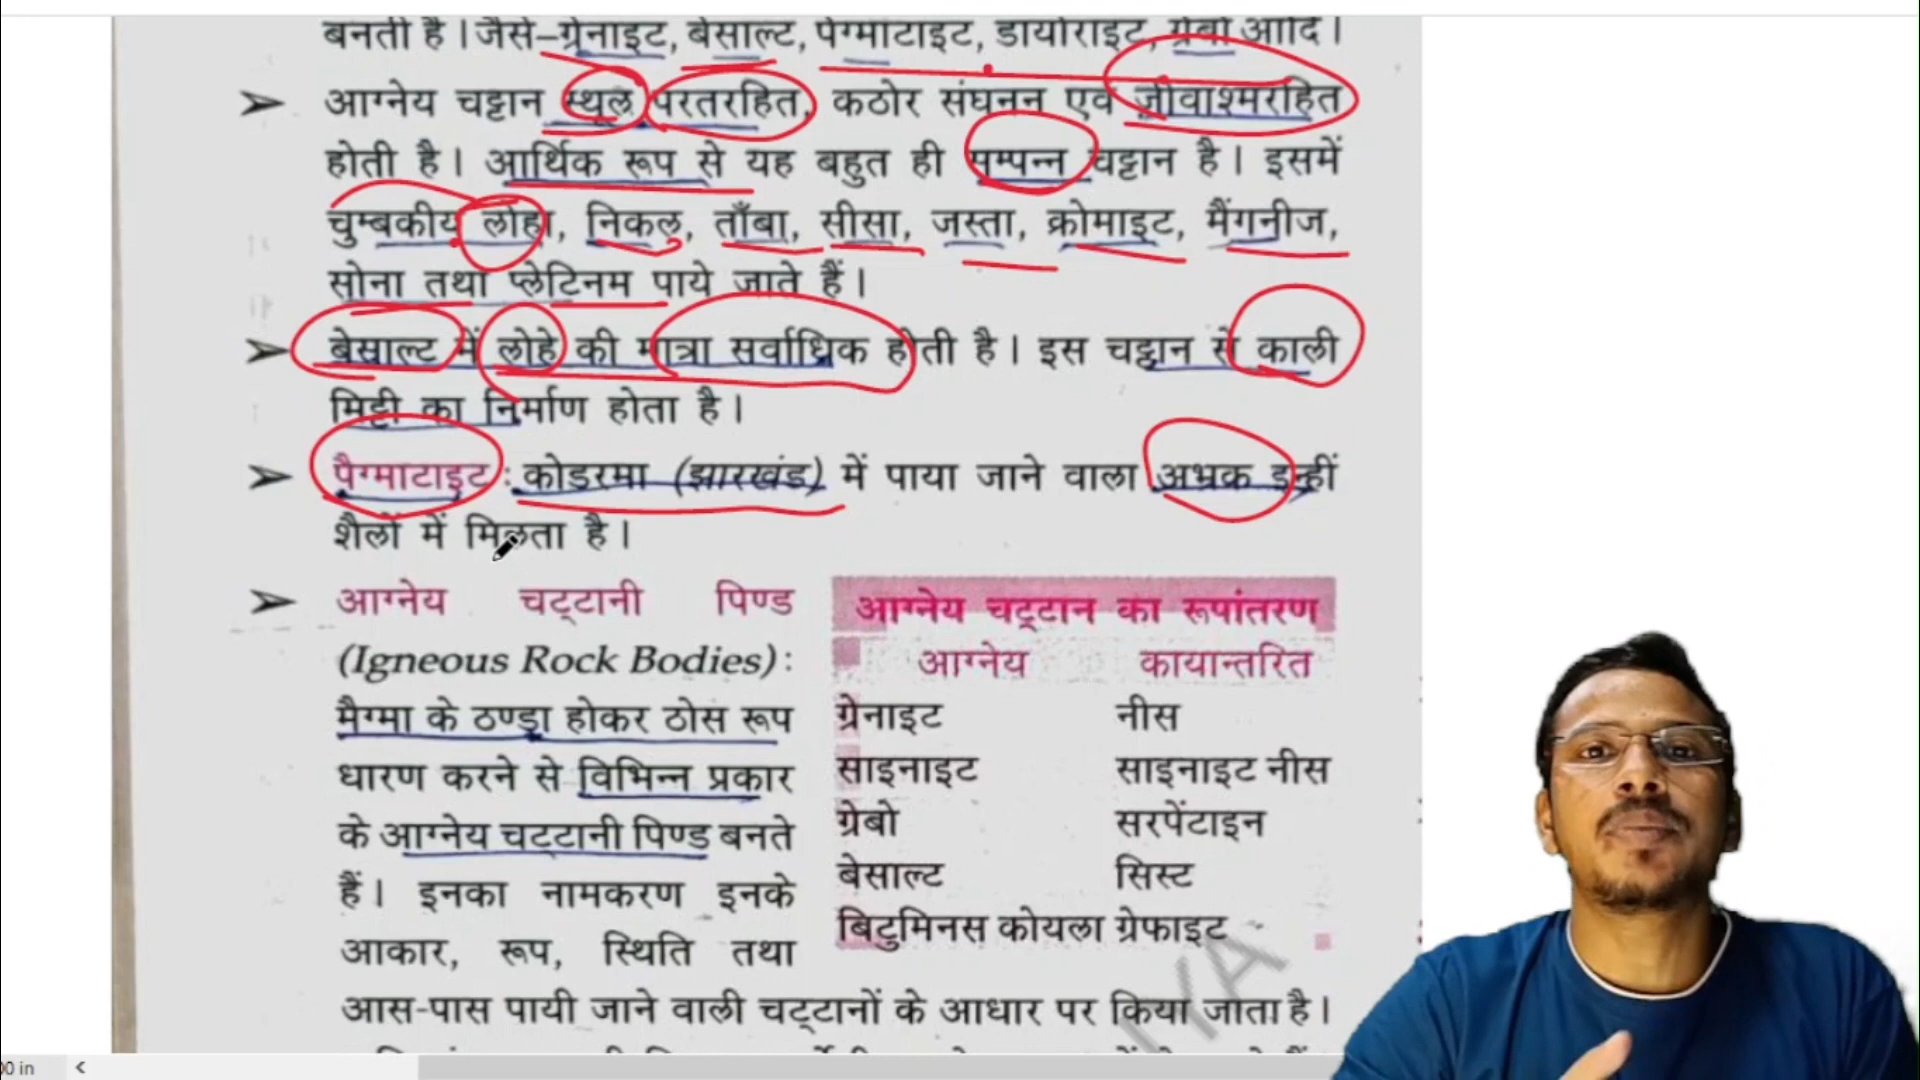 बनती है। जैसे–ग्रेनाइट, बेसाल्ट, पेग्माटाइट, डायोराइट, ग्रेबो आदि।
आग्नेय चट्टान स्थूल परतरहित, कठोर संघनन एवं जीवाश्मरहित
होती है। आर्थिक रूप से यह बहुत ही सम्पन्न चट्टान है। इसमें
चुम्बकीय लोहा, निकल, ताँबा, सीसा, जस्ता, क्रोमाइट, मैंगनीज,
सोना तथा प्लेटिनम पाये जाते हैं।
बेसाल्ट में लोहे की मात्रा सर्वाधिक होती है। इस चट्टान से काली
मिट्टी का निर्माण होता है।
पैग्माटाइट : कोडरमा (झारखंड) में पाया जाने वाला अभ्रक इन्हीं
शैलों में मिलता है।
आग्नेय चट्टानी पिण्ड
(Igneous Rock Bodies) :
मैग्मा के ठण्डा होकर ठोस रूप
धारण करने से विभिन्न प्रकार
के आग्नेय चट्टानी पिण्ड बनते
हैं। इनका नामकरण इनके
आकार, रूप, स्थिति तथा
आस-पास पायी जाने वाली चट्टानों के आधार पर किया जाता है।
आग्नेय चट्टान का रूपांतरण
आग्नेय कायान्तरित
ग्रेनाइट नीस
साइनाइट साइनाइट नीस
ग्रेबो सरपेंटाइन
बेसाल्ट सिस्ट
बिटुमिनस कोयला ग्रेफाइट
IYA
00 in